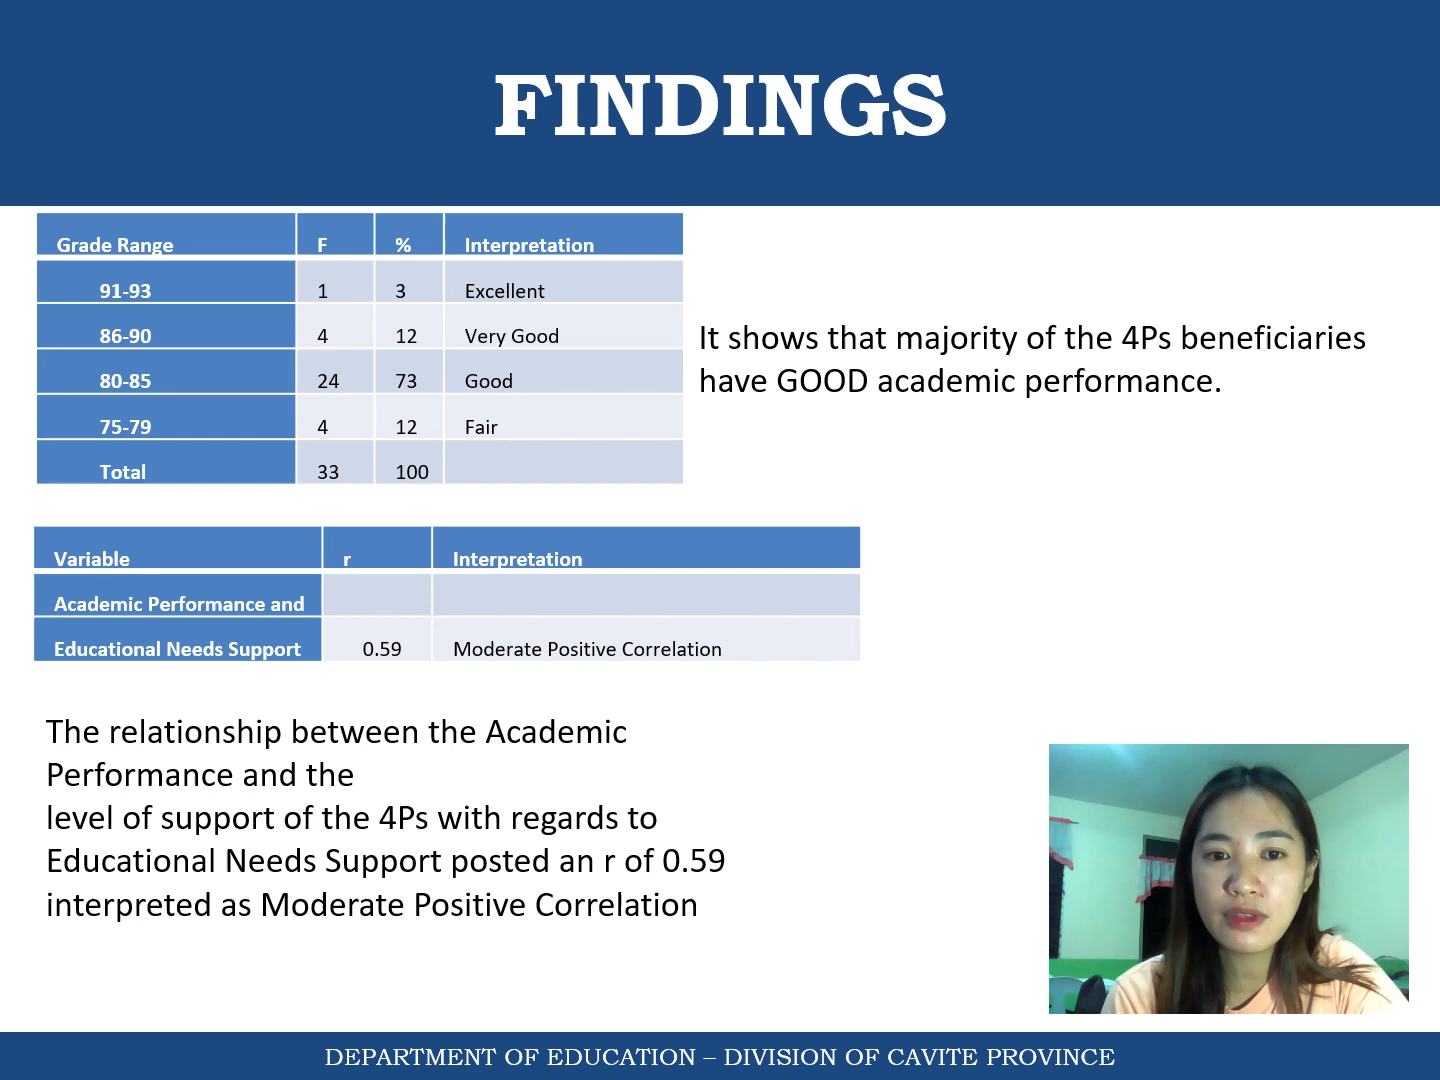 FINDINGS
Grade Range F % Interpretation
91-93 1 3 Excellent
86-90 4 12 Very Good
80-85 24 73 Good
75-79 4 12 Fair
Total 33 100
It shows that majority of the 4Ps beneficiaries
have GOOD academic performance.
Variable r Interpretation
Academic Performance and
Educational Needs Support 0.59 Moderate Positive Correlation
The relationship between the Academic
Performance and the
level of support of the 4Ps with regards to
Educational Needs Support posted an r of 0.59
interpreted as Moderate Positive Correlation
DEPARTMENT OF EDUCATION – DIVISION OF CAVITE PROVINCE